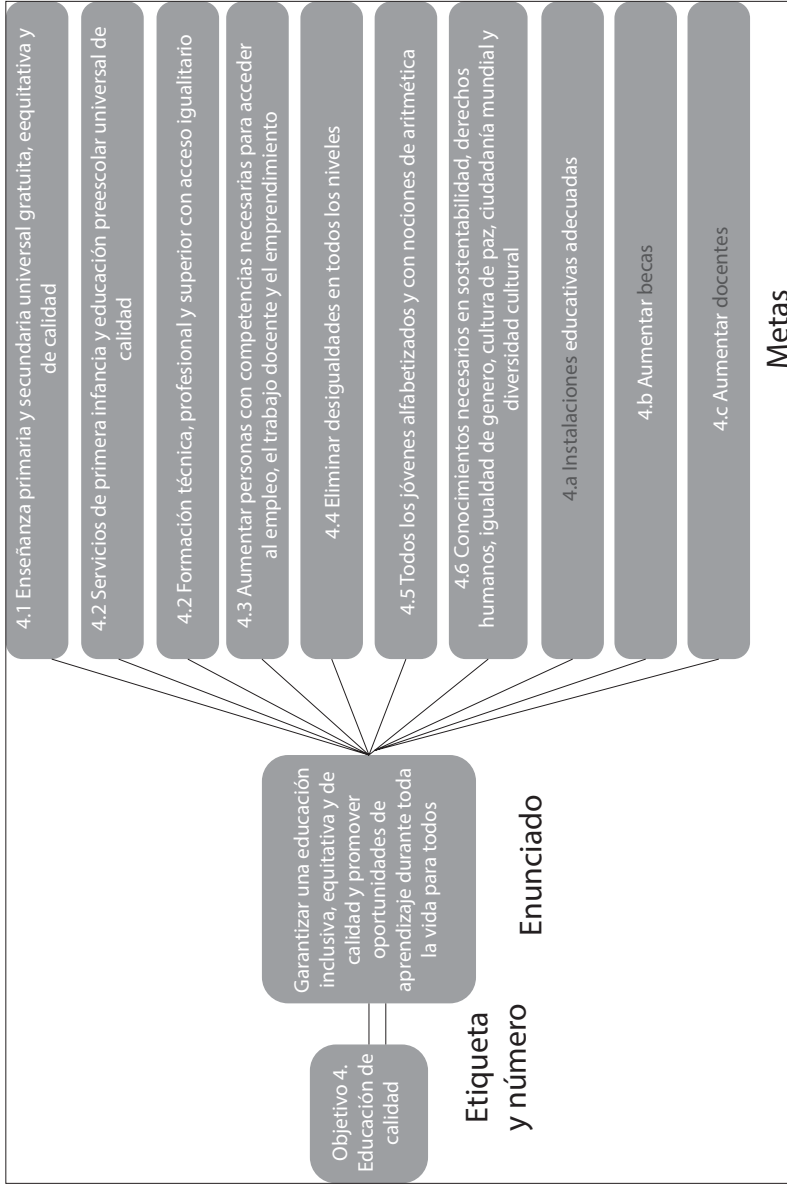 Objetivo 4.
Educación de
calidad
Etiqueta
y número
Garantizar una educación
inclusiva, equitativa y de
calidad y promover
oportunidades de
aprendizaje durante toda
la vida para todos
Enunciado
4.1 Enseñanza primaria y secundaria universal gratuita, eequitativa y
de calidad
4.2 Servicios de primera infancia y educación preescolar universal de
calidad
4.2 Formación técnica, profesional y superior con acceso igualitario
4.3 Aumentar personas con competencias necesarias para acceder
al empleo, el trabajo docente y el emprendimiento
4.4 Eliminar desigualdades en todos los niveles
4.5 Todos los jóvenes alfabetizados y con nociones de aritmética
4.6 Conocimientos necesarios en sostentabilidad, derechos
humanos, igualdad de genero, cultura de paz, ciudadanía mundial y
diversidad cultural
4.a Instalaciones educativas adecuadas
4.b Aumentar becas
4.c Aumentar docentes
Metas